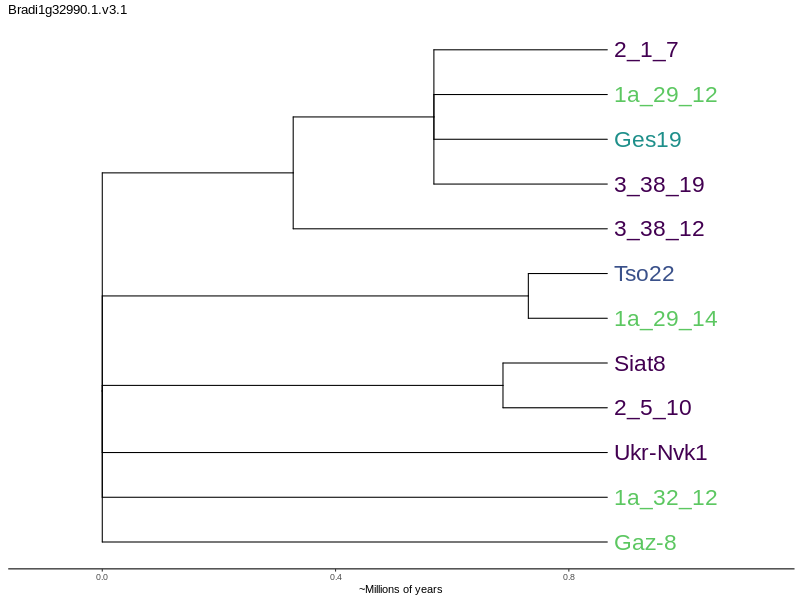 Bradi1g32990.1.v3.1
2_1_7
1a_29_12
Ges19
3_38_19
3_38_12
Tso22
1a_29_14
Siat8
2_5_10
Ukr-Nvk1
1a_32_12
Gaz-8
0.0 0.4 0.8
~Millions of years